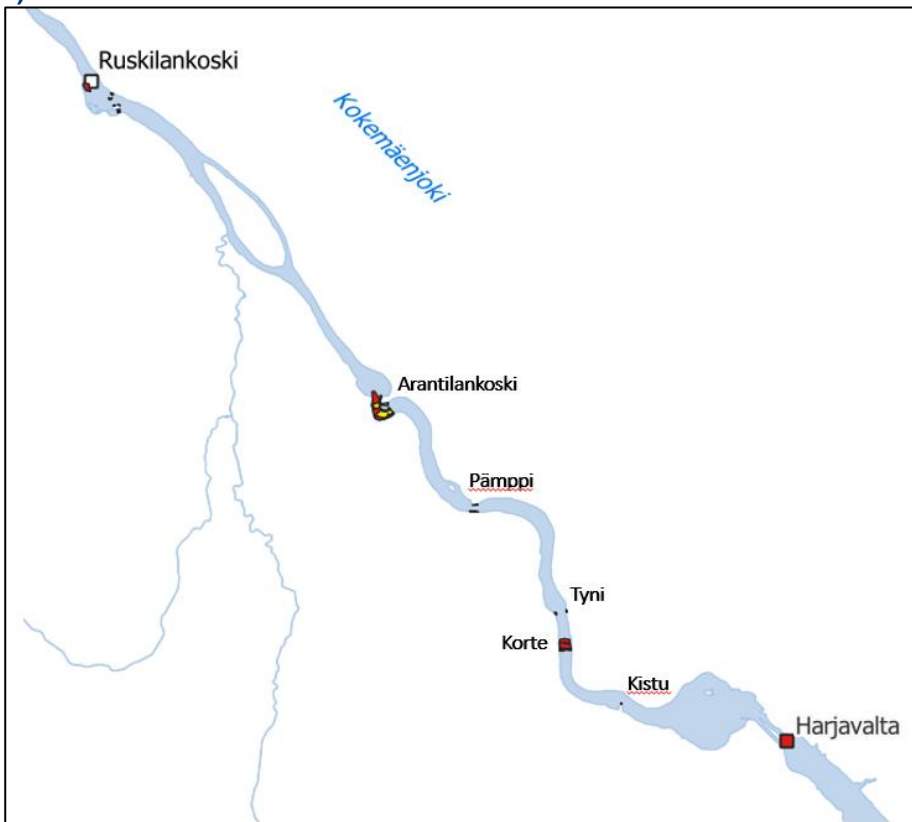 Ruskilankoski
Kokemäenjoki
Arantilankoski
Pämppi
Tyni
Korte
Kistu
Harjavalta